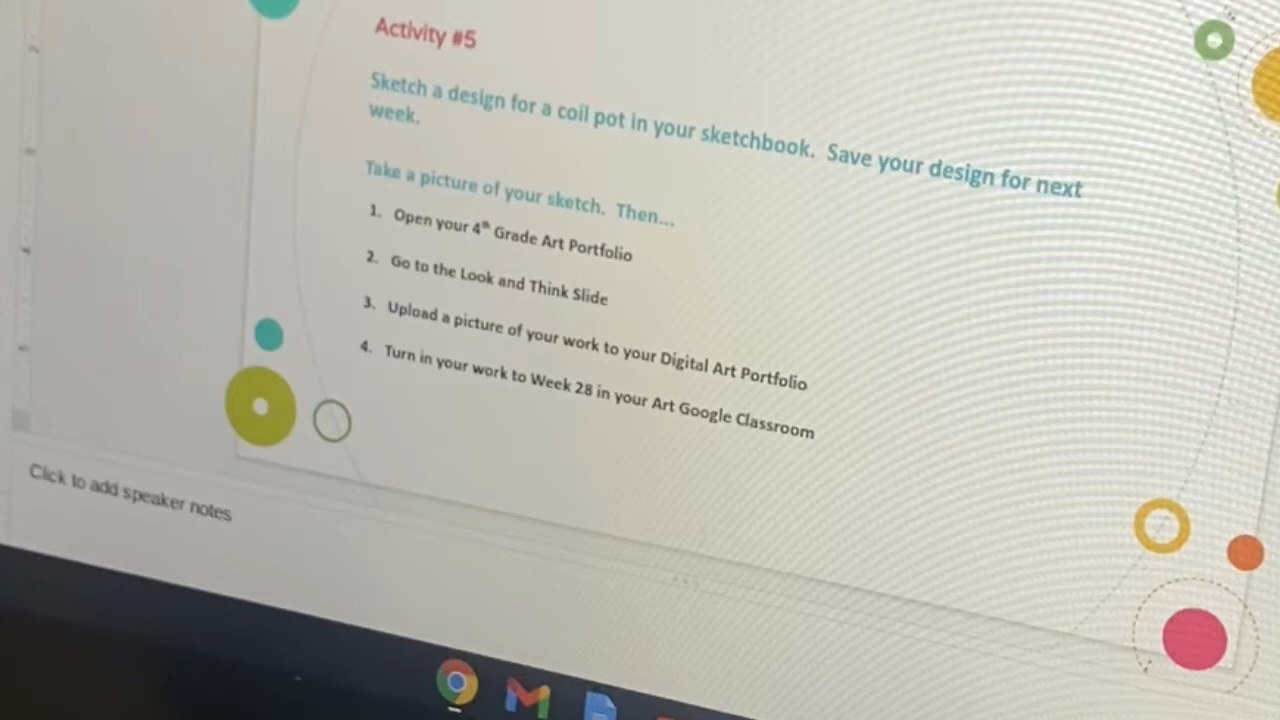 Activity #5
Sketch a design for a coil pot in your sketchbook. Save your design for next
week.
Take a picture of your sketch. Then...
1. Open your 4th Grade Art Portfolio
2. Go to the Look and Think Slide
3. Upload a picture of your work to your Digital Art Portfolio
4. Turn in your work to Week 28 in your Art Google Classroom
Click to add speaker notes